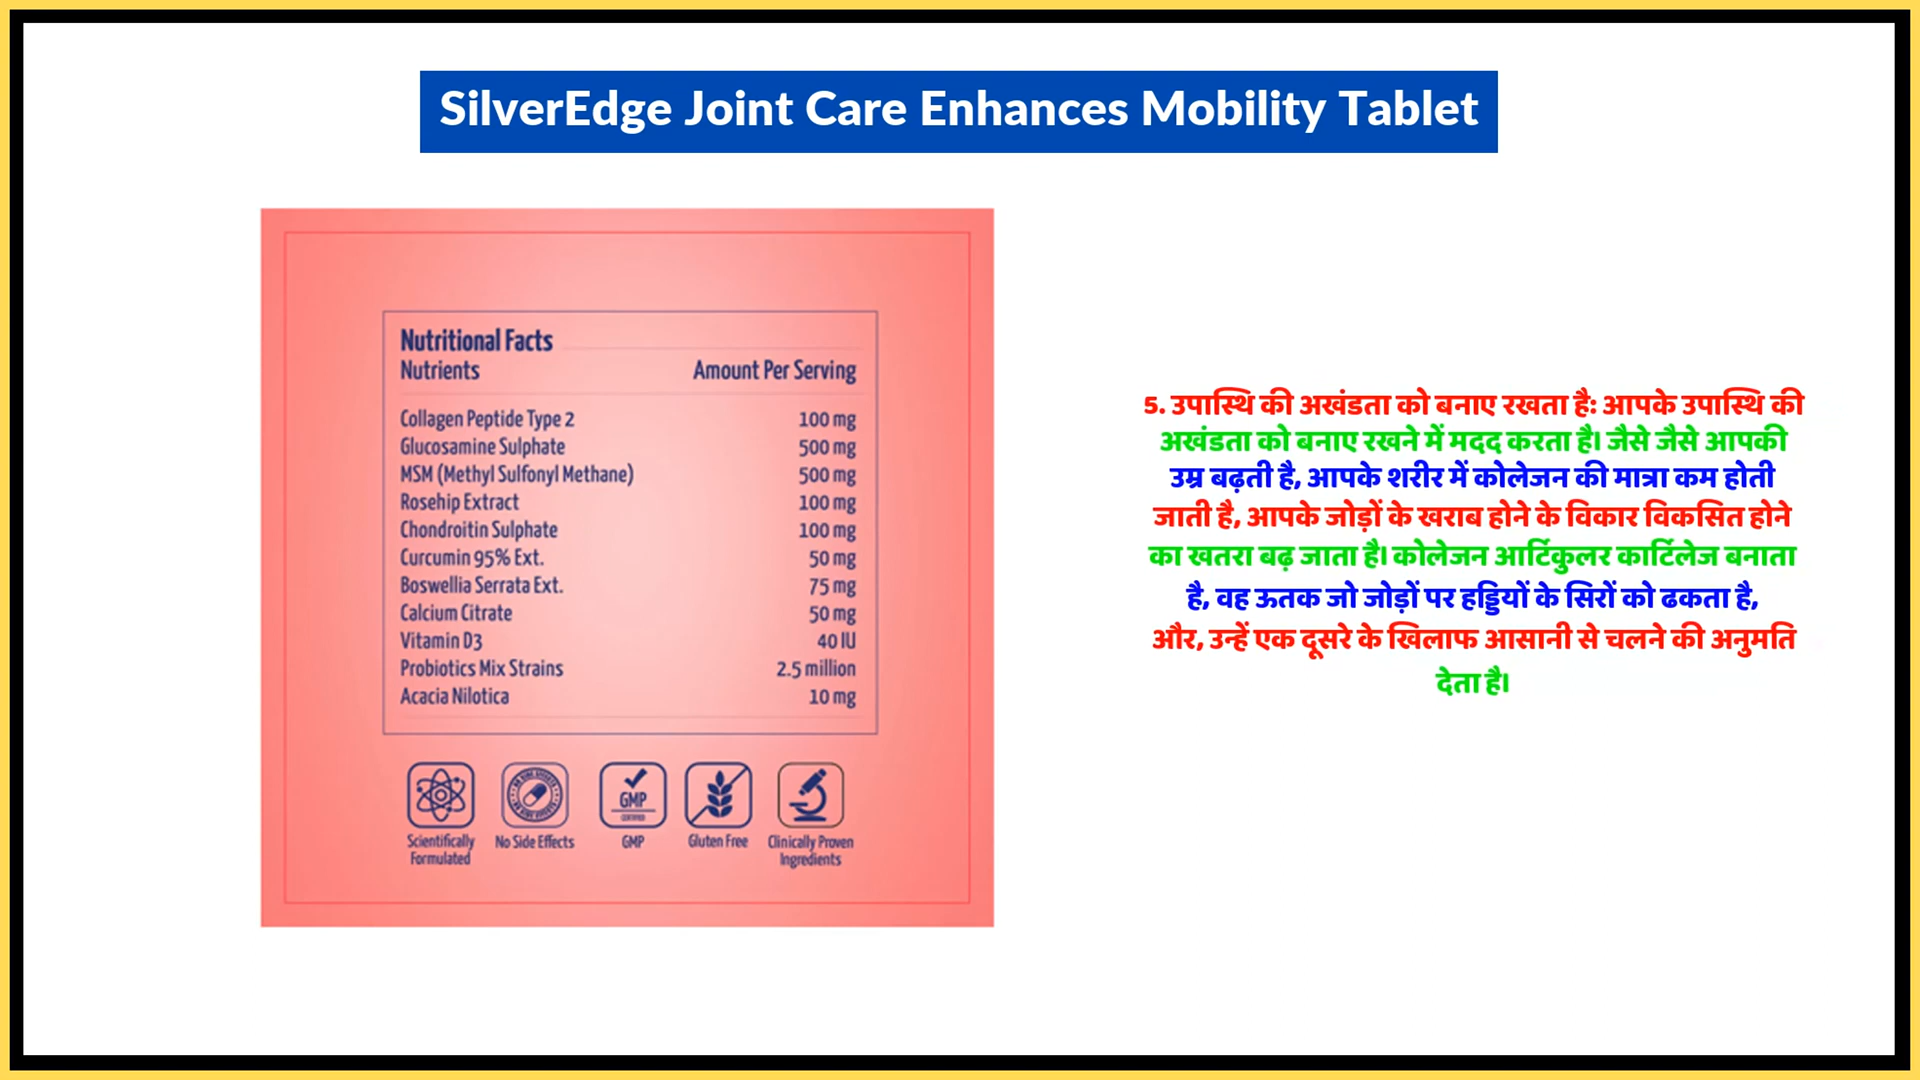 SilverEdge Joint Care Enhances Mobility Tablet
Nutritional Facts
Nutrients Amount Per Serving
Collagen Peptide Type 2 100 mg
Glucosamine Sulphate 500 mg
MSM (Methyl Sulfonyl Methane) 500 mg
Rosehip Extract 100 mg
Chondroitin Sulphate 100 mg
Curcumin 95% Ext. 50 mg
Boswellia Serrata Ext. 75 mg
Calcium Citrate 50 mg
Vitamin D3 40 IU
Probiotics Mix Strains 2.5 million
Acacia Nilotica 10 mg
GMP
CERTIFIED
Scientifically
Formulated
No Side Effects
GMP
Gluten Free
Clinically Proven
Ingredients
5. उपास्थि की अखंडता को बनाए रखता है: आपके उपास्थि की
अखंडता को बनाए रखने में मदद करता है। जैसे जैसे आपकी
उम्र बढ़ती है, आपके शरीर में कोलेजन की मात्रा कम होती
जाती है, आपके जोड़ों के खराब होने के विकार विकसित होने
का खतरा बढ़ जाता है। कोलेजन आर्टिकुलर कार्टिलेज बनाता
है, वह ऊतक जो जोड़ों पर हड्डियों के सिरों को ढकता है,
और, उन्हें एक दूसरे के खिलाफ आसानी से चलने की अनुमति
देता है।